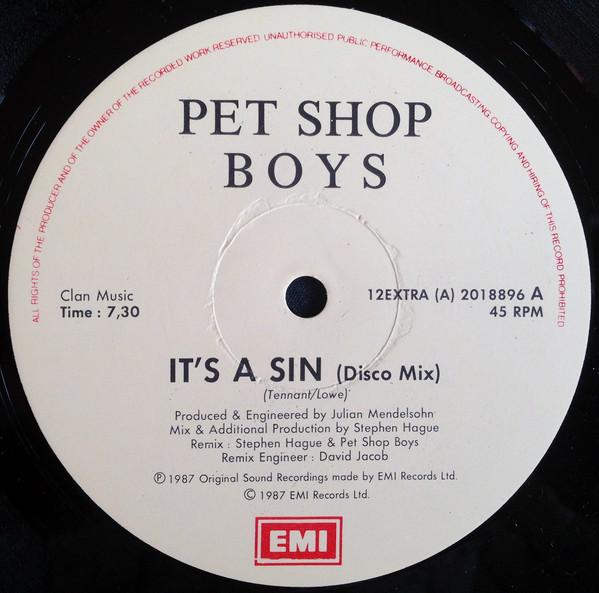 ALL RIGHTS OF THE PRODUCER AND OF THE OWNER OF THE RECORDED WORK RESERVED UNAUTHORISED PUBLIC PERFORMANCE, BROADCASTING, COPYING AND HIRING OF THIS RECORD PROHIBITED
PET SHOP
BOYS
Clan Music
Time : 7,30
12EXTRA (A) 2018896 A
45 RPM
IT'S A SIN (Disco Mix)
(Tennant/Lowe)
Produced & Engineered by Julian Mendelsohn
Mix & Additional Production by Stephen Hague
Remix : Stephen Hague & Pet Shop Boys
Remix Engineer : David Jacob
℗ 1987 Original Sound Recordings made by EMI Records Ltd.
© 1987 EMI Records Ltd.
EMI